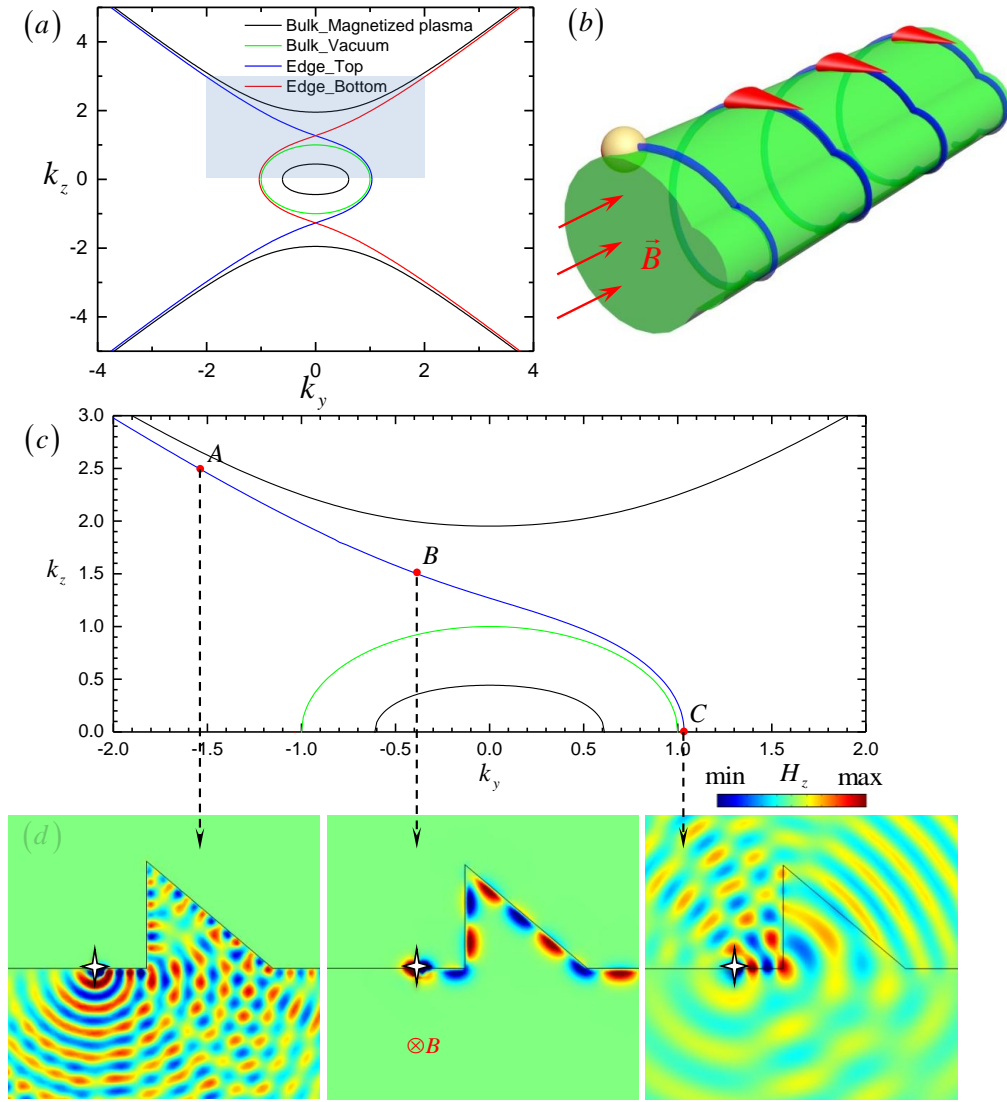 (a)
Bulk_Magnetized plasma
Bulk_Vacuum
Edge_Top
Edge_Bottom
4
2
0
-2
-4
k_z
-4 -2 0 2 4
k_y
(b)
B⃗
(c)
3.0
2.5
2.0
1.5
1.0
0.5
0.0
k_z
A
B
C
-2.0 -1.5 -1.0 -0.5 0.0 0.5 1.0 1.5 2.0
k_y
min H_z max
(d)
⊗B